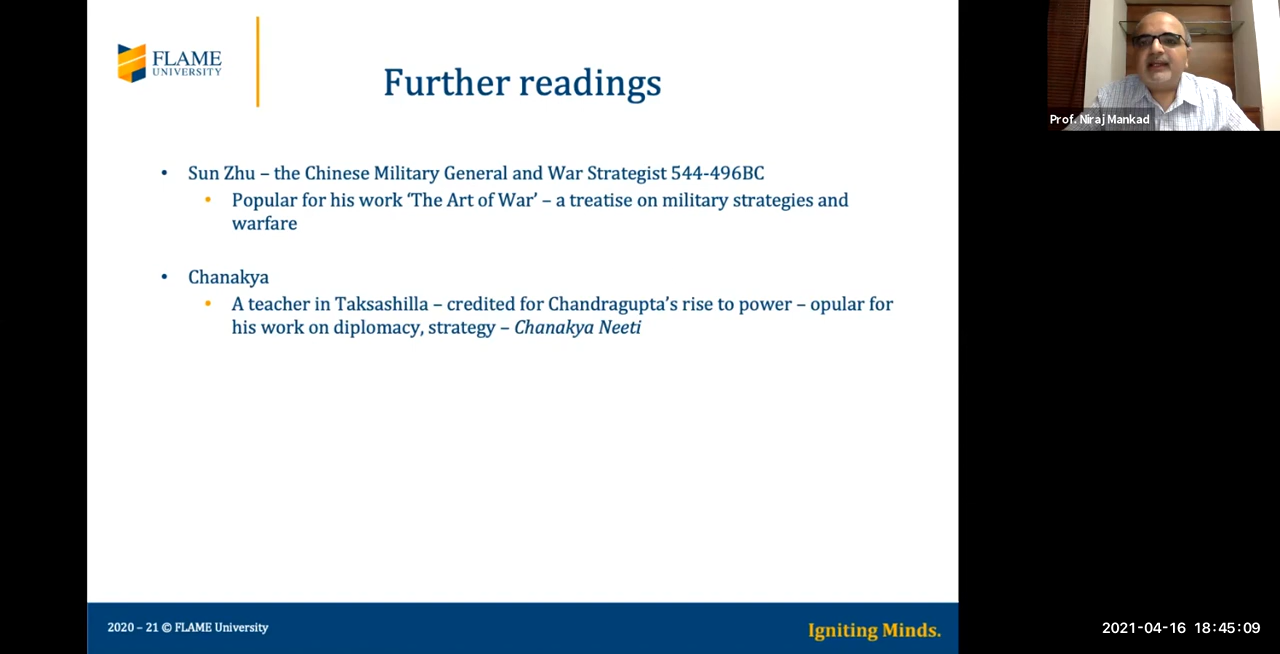 FLAME
UNIVERSITY
Further readings
• Sun Zhu – the Chinese Military General and War Strategist 544-496BC
• Popular for his work ‘The Art of War’ – a treatise on military strategies and
warfare
• Chanakya
• A teacher in Taksashilla – credited for Chandragupta’s rise to power – opular for
his work on diplomacy, strategy – Chanakya Neeti
2020 – 21 © FLAME University
Igniting Minds.
Prof. Niraj Mankad
2021-04-16 18:45:09